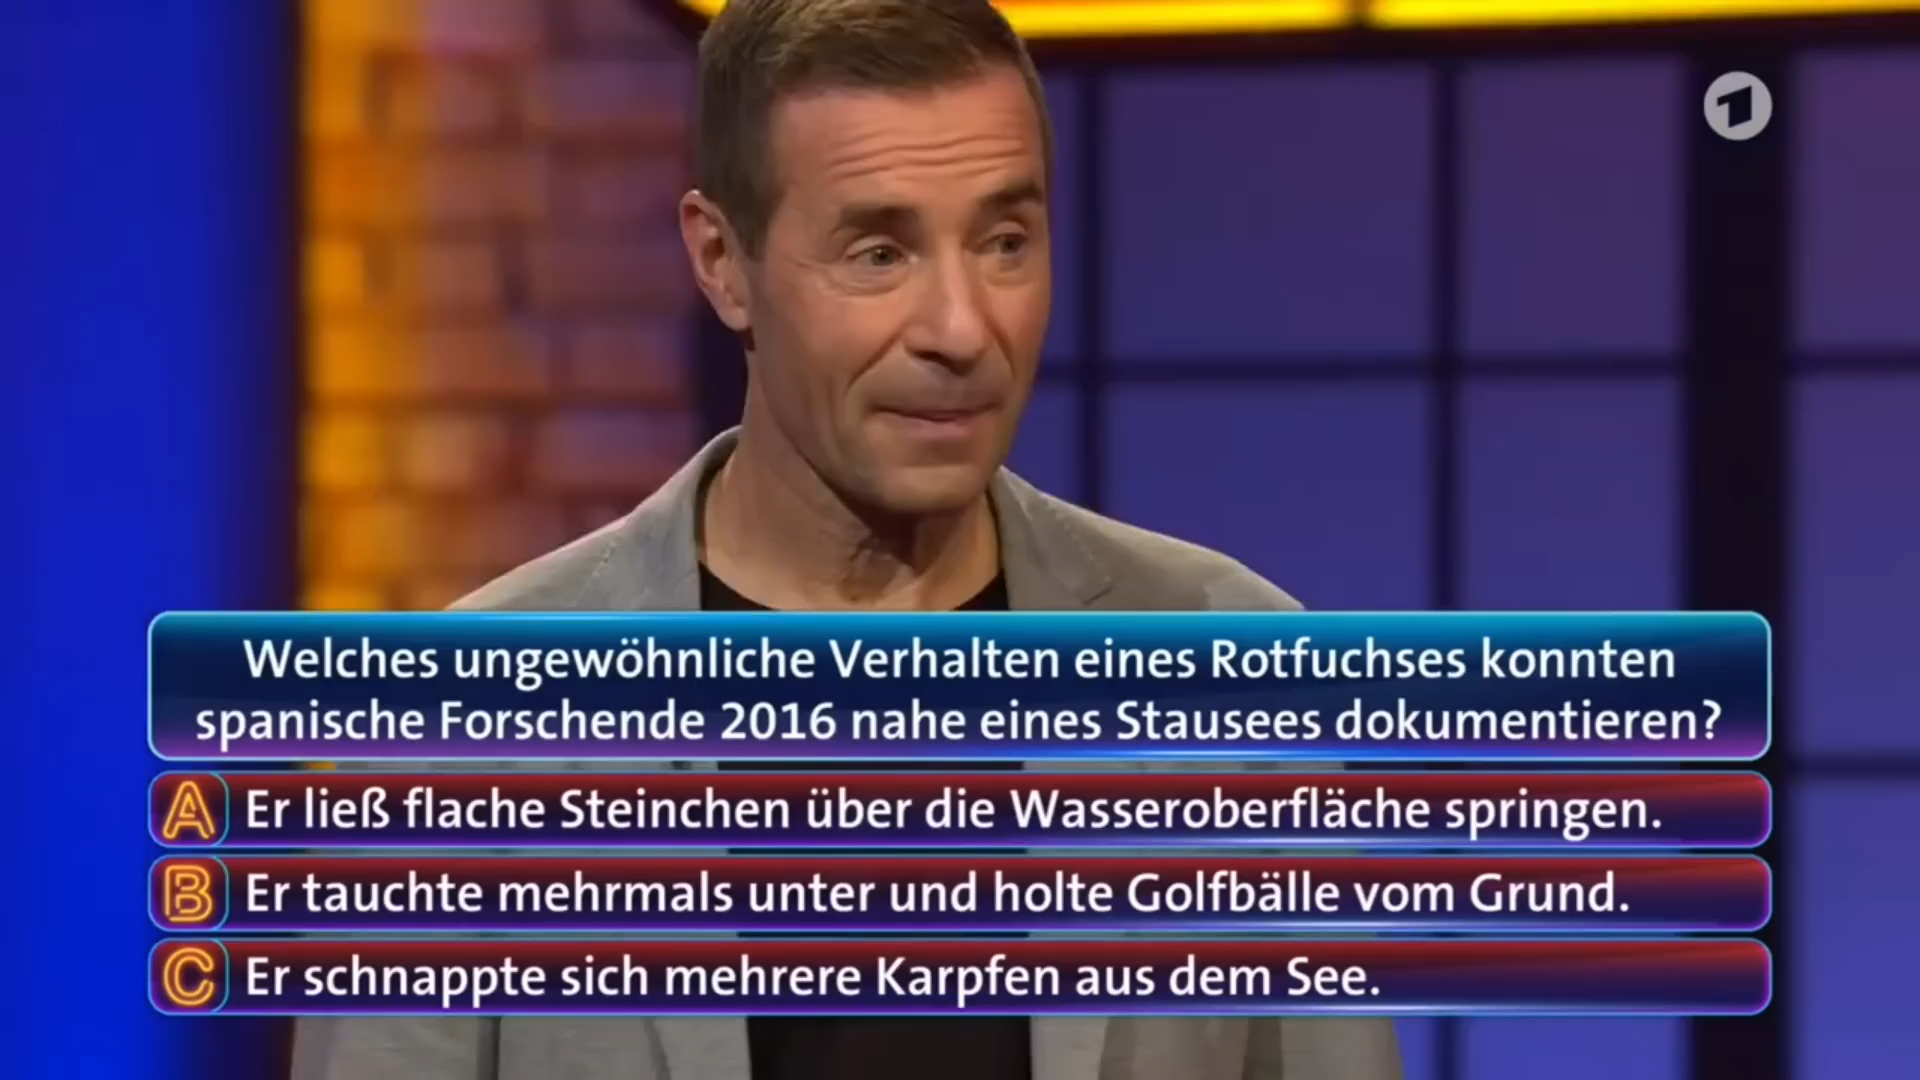 1
Welches ungewöhnliche Verhalten eines Rotfuchses konnten
spanische Forschende 2016 nahe eines Stausees dokumentieren?
A Er ließ flache Steinchen über die Wasseroberfläche springen.
B Er tauchte mehrmals unter und holte Golfbälle vom Grund.
C Er schnappte sich mehrere Karpfen aus dem See.